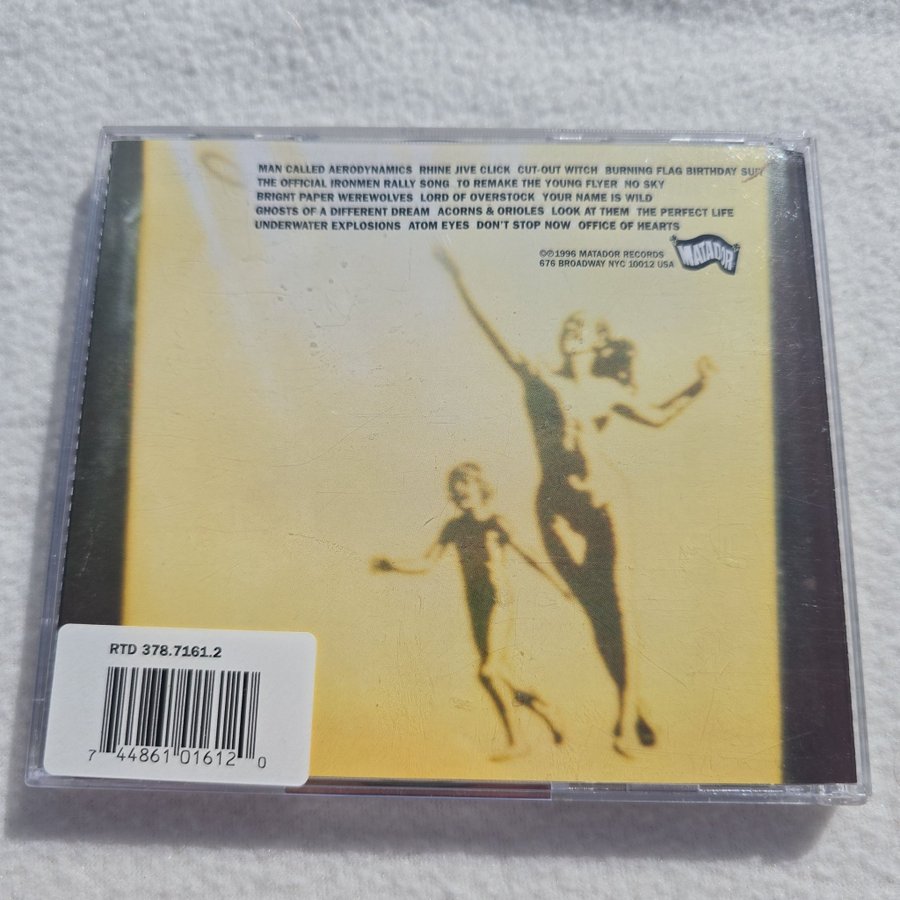 MAN CALLED AERODYNAMICS RHINE JIVE CLICK CUT-OUT WITCH BURNING FLAG BIRTHDAY SUIT
THE OFFICIAL IRONMEN RALLY SONG TO REMAKE THE YOUNG FLYER NO SKY
BRIGHT PAPER WEREWOLVES LORD OF OVERSTOCK YOUR NAME IS WILD
GHOSTS OF A DIFFERENT DREAM ACORNS & ORIOLES LOOK AT THEM THE PERFECT LIFE
UNDERWATER EXPLOSIONS ATOM EYES DON'T STOP NOW OFFICE OF HEARTS
©℗1996 MATADOR RECORDS
676 BROADWAY NYC 10012 USA
MATADOR
RTD 378.7161.2
7 44861 01612 0